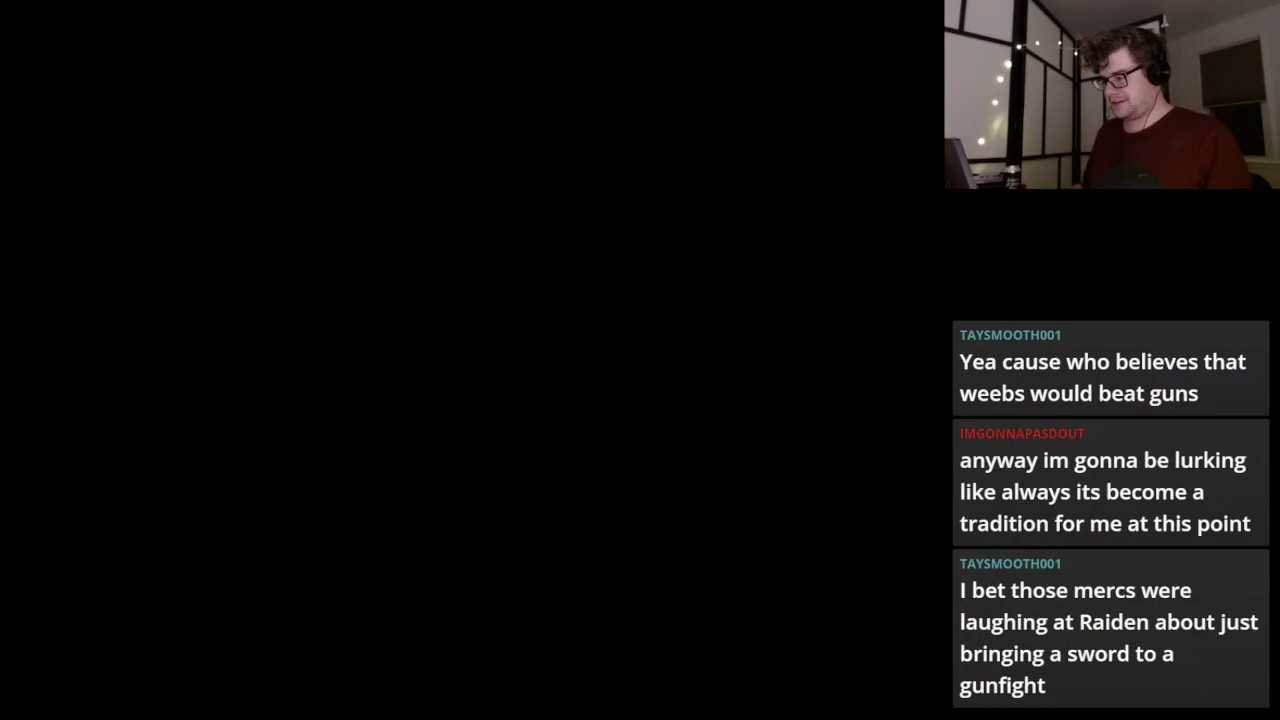 TAYSMOOTH001
Yea cause who believes that
weebs would beat guns
IMGONNAPASDOUT
anyway im gonna be lurking
like always its become a
tradition for me at this point
TAYSMOOTH001
I bet those mercs were
laughing at Raiden about just
bringing a sword to a
gunfight